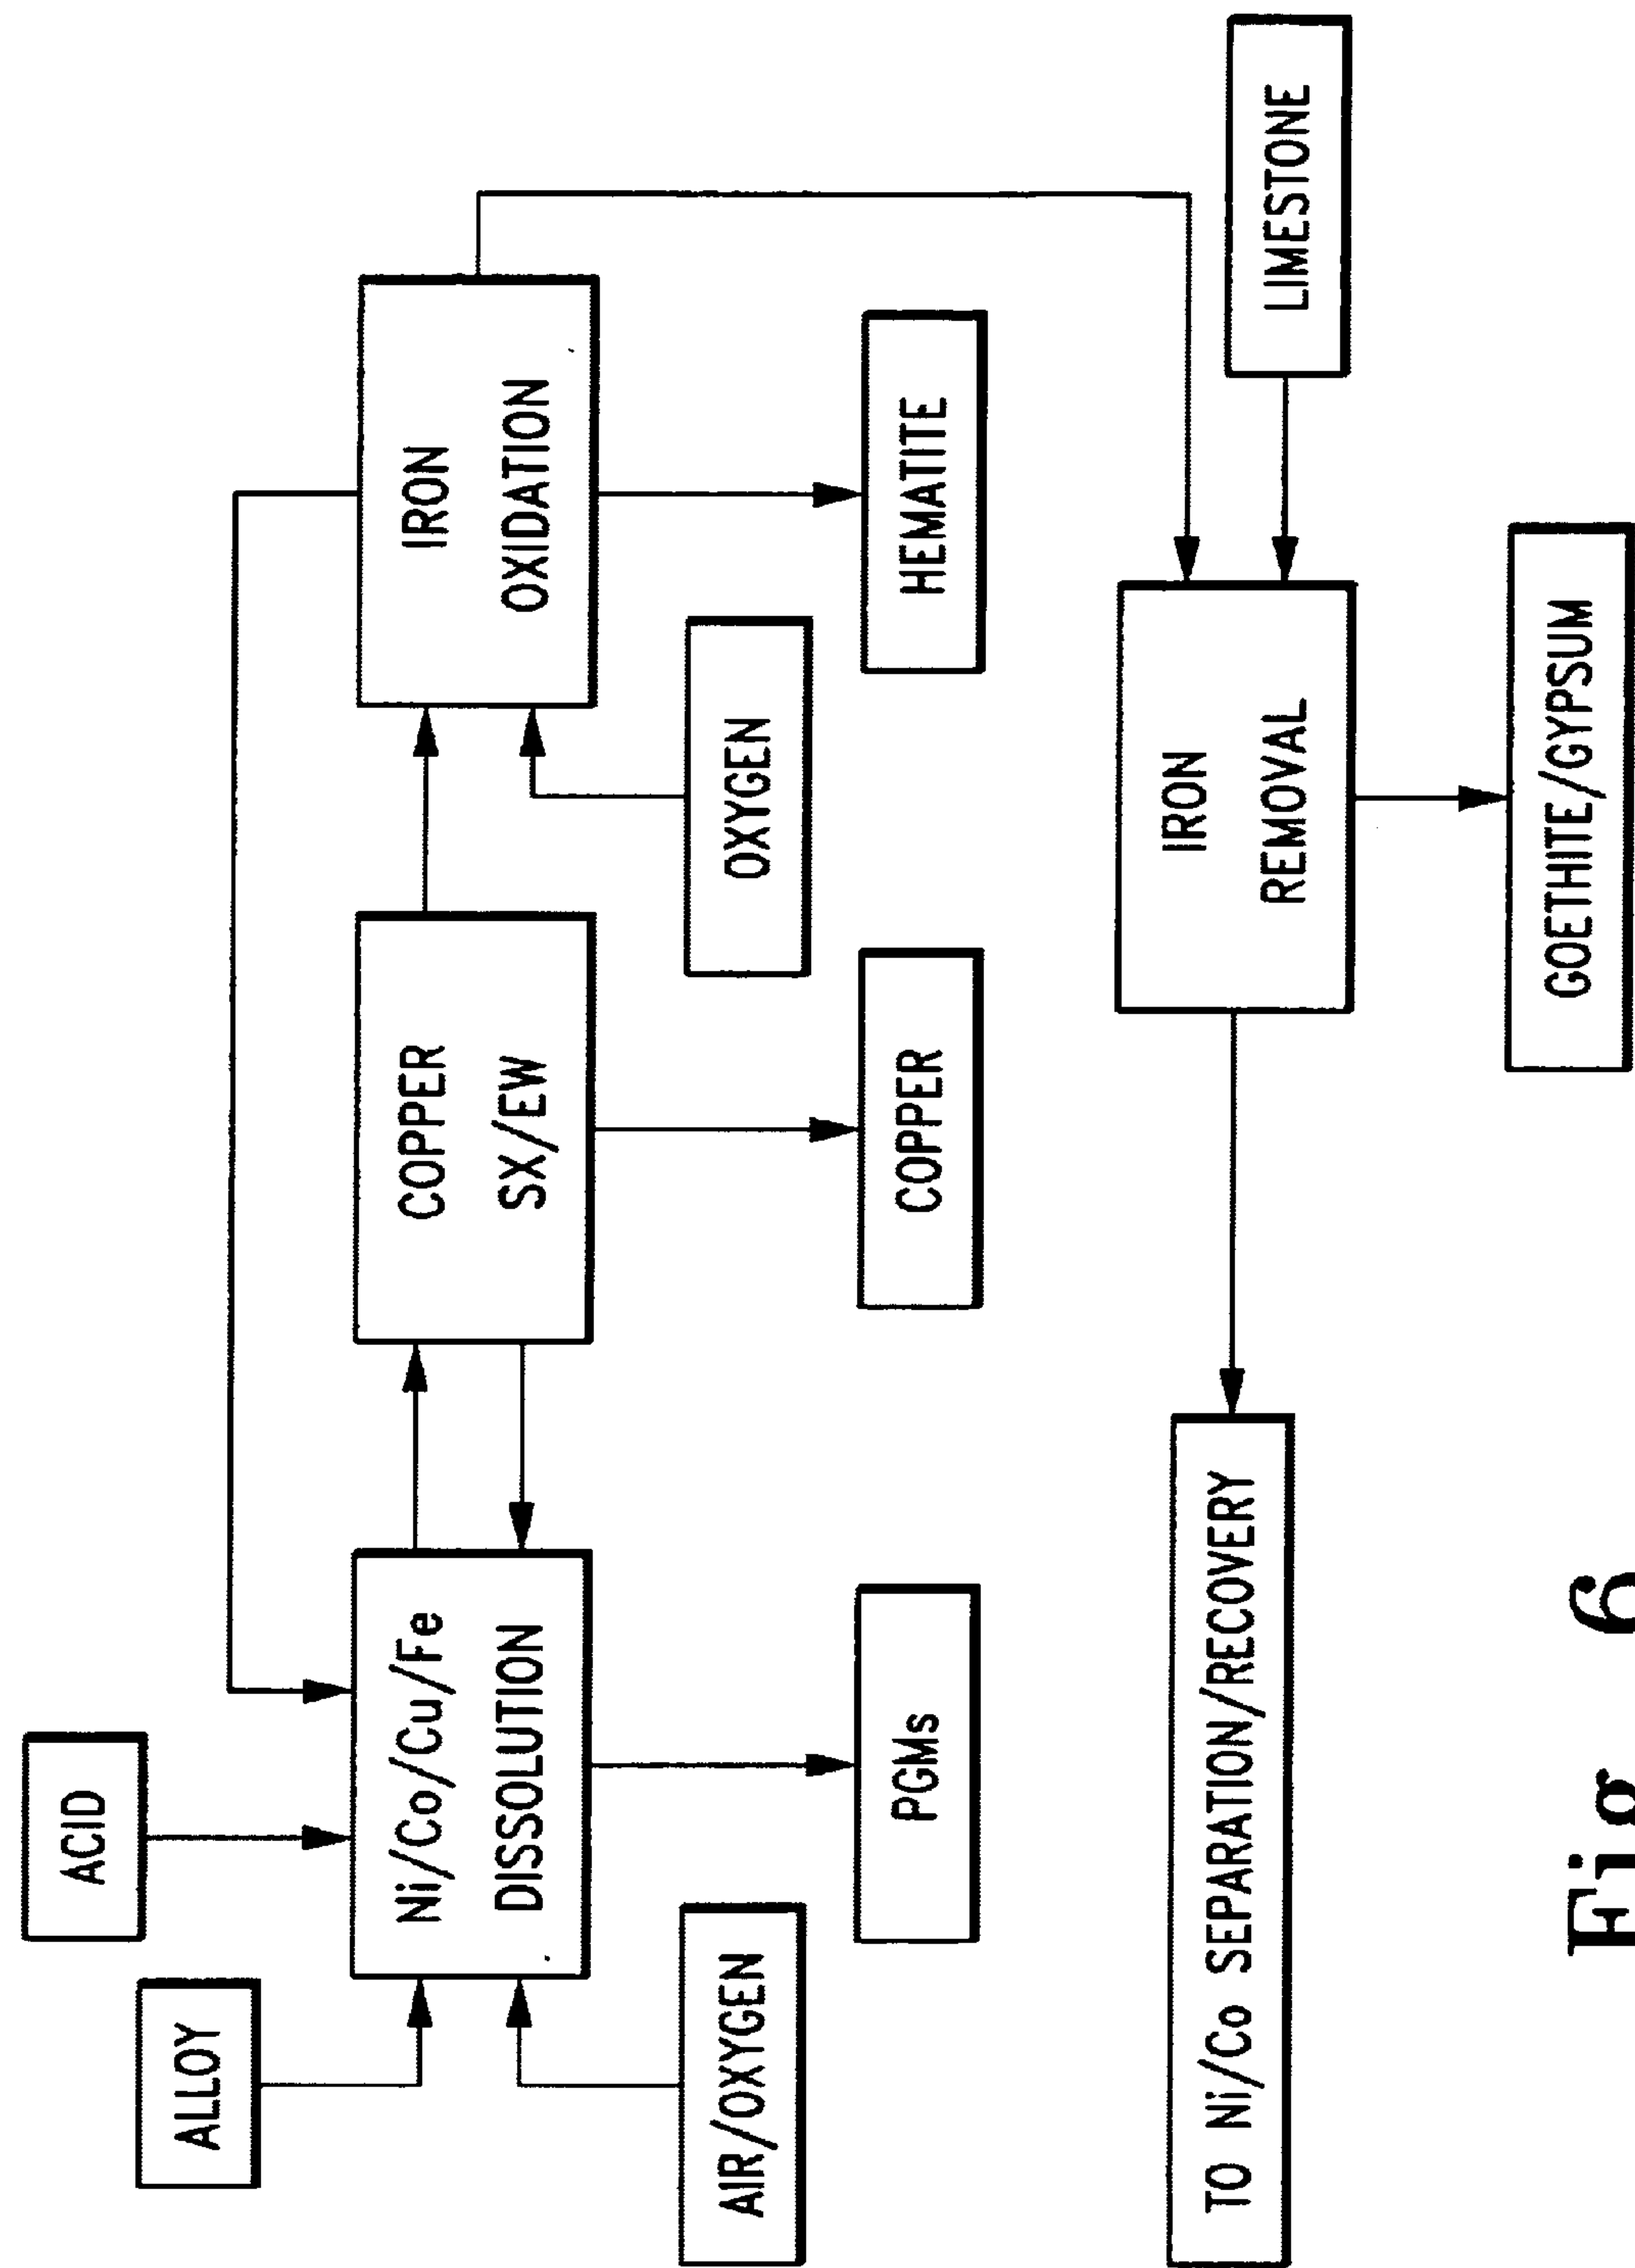 ACID
ALLOY
Ni/Co/Cu/Fe
DISSOLUTION
COPPER
SX/EW
IRON
OXIDATION
AIR/OXYGEN
OXYGEN
PGMs
COPPER
HEMATITE
TO Ni/Co SEPARATION/RECOVERY
IRON
REMOVAL
LIMESTONE
GOETHITE/GYPSUM
Fig. 6